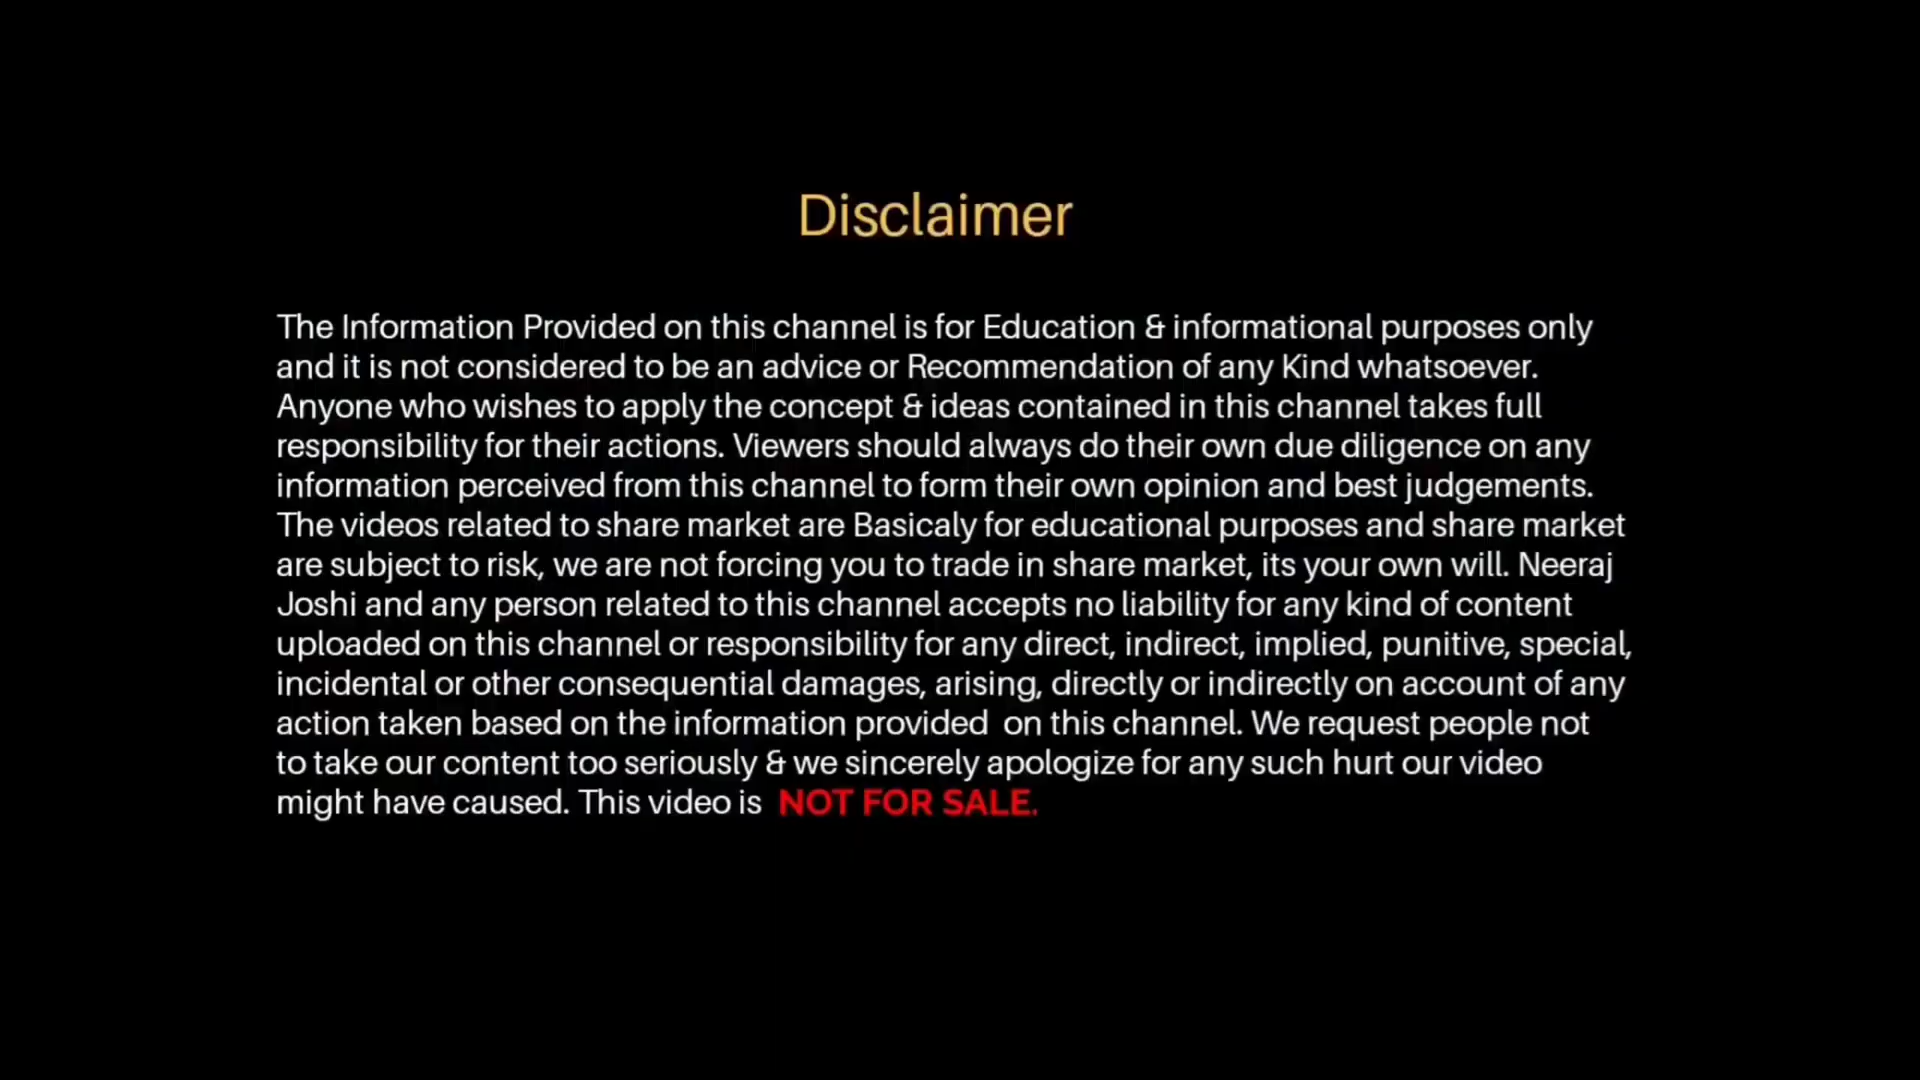 Disclaimer
The Information Provided on this channel is for Education & informational purposes only
and it is not considered to be an advice or Recommendation of any Kind whatsoever.
Anyone who wishes to apply the concept & ideas contained in this channel takes full
responsibility for their actions. Viewers should always do their own due diligence on any
information perceived from this channel to form their own opinion and best judgements.
The videos related to share market are Basicaly for educational purposes and share market
are subject to risk, we are not forcing you to trade in share market, its your own will. Neeraj
Joshi and any person related to this channel accepts no liability for any kind of content
uploaded on this channel or responsibility for any direct, indirect, implied, punitive, special,
incidental or other consequential damages, arising, directly or indirectly on account of any
action taken based on the information provided  on this channel. We request people not
to take our content too seriously & we sincerely apologize for any such hurt our video
might have caused. This video is  NOT FOR SALE.